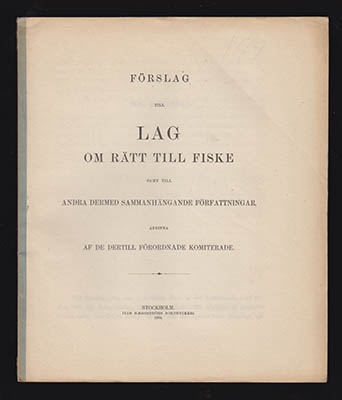 FÖRSLAG
TILL
LAG
OM RÄTT TILL FISKE
SAMT TILL
ANDRA DERMED SAMMANHÄNGANDE FÖRFATTNINGAR,
AFGIFNA
AF DE DERTILL FÖRORDNADE KOMITERADE.
STOCKHOLM,
BOKTRYCKERI